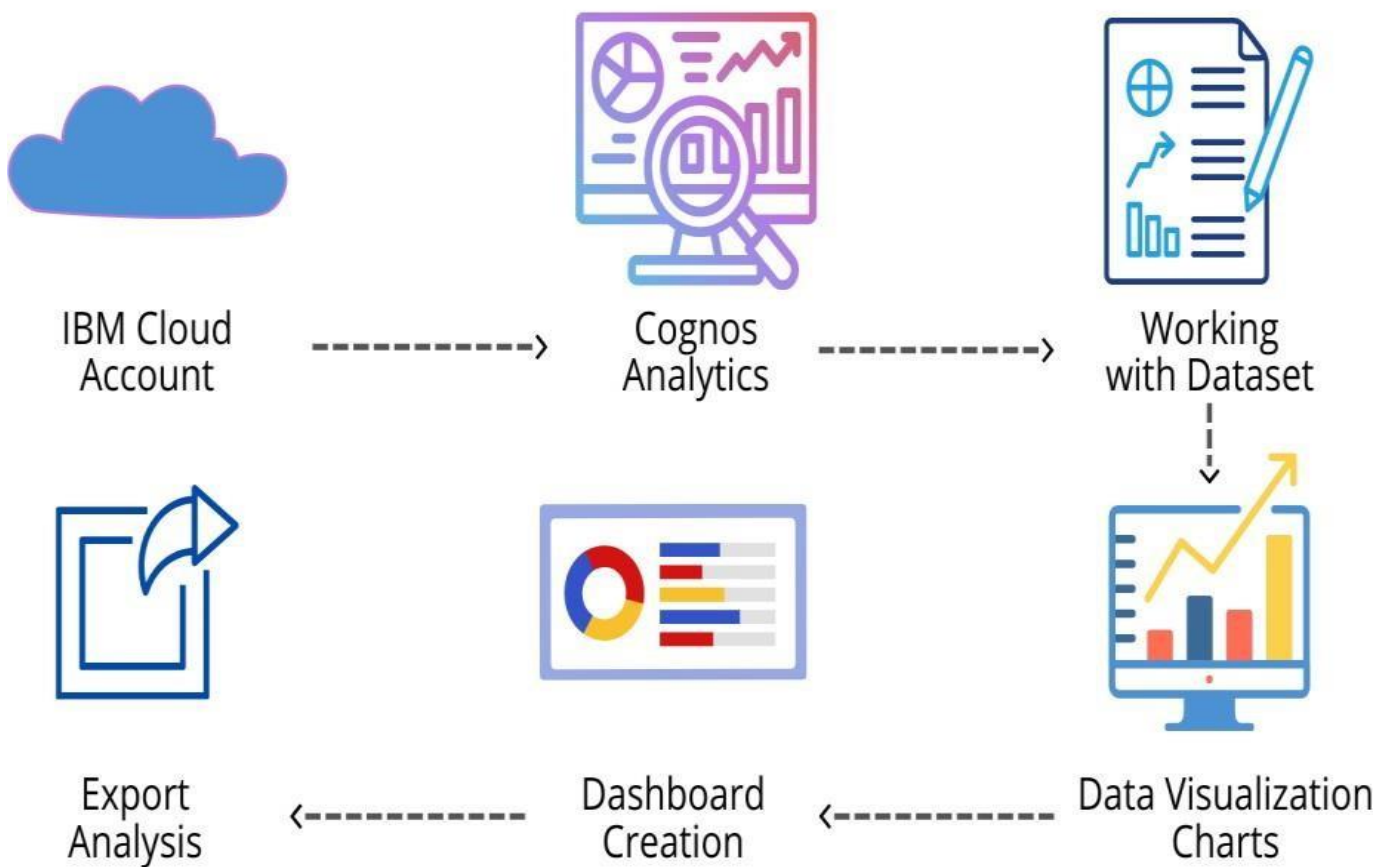 IBM Cloud
Account
Cognos
Analytics
Working
with Dataset
Export
Analysis
Dashboard
Creation
Data Visualization
Charts